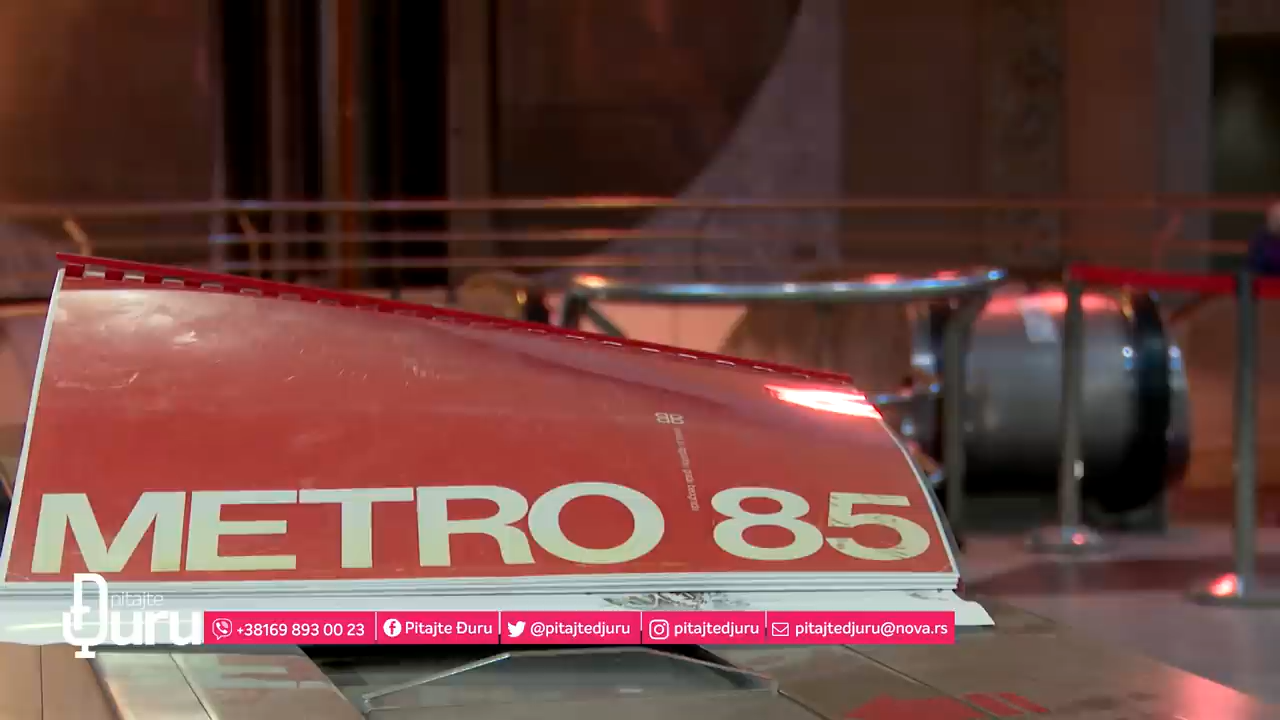 METRO 85
pitajte
Đuru
+38169 893 00 23
Pitajte Đuru
@pitajtedjuru
pitajtedjuru
pitajtedjuru@nova.rs